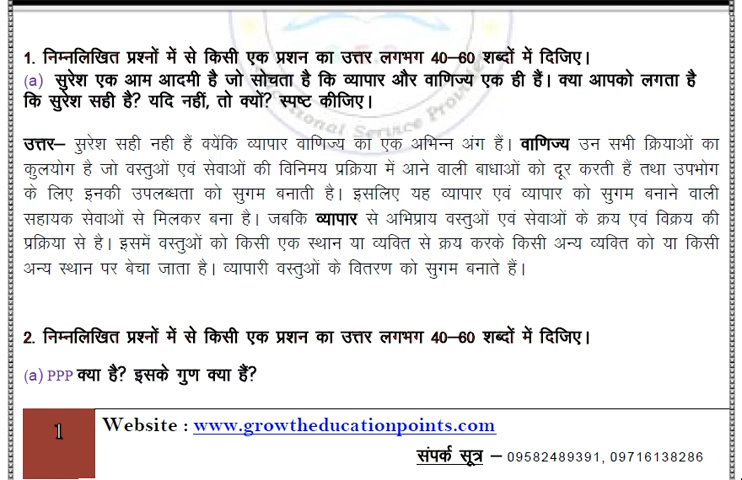 1. निम्नलिखित प्रश्नों में से किसी एक प्रशन का उत्तर लगभग 40–60 शब्दों में दिजिए।
(a) सुरेश एक आम आदमी है जो सोचता है कि व्यापार और वाणिज्य एक ही हैं। क्या आपको लगता है
कि सुरेश सही है? यदि नहीं, तो क्यों? स्पष्ट कीजिए।
उत्तर– सुरेश सही नही हैं क्येंकि व्यापार वाणिज्य का एक अभिन्न अंग हैं। वाणिज्य उन सभी क्रियाओं का
कुलयोग है जो वस्तुओं एवं सेवाओं की विनिमय प्रक्रिया में आने वाली बाधाओं को दूर करती हैं तथा उपभोग
के लिए इनकी उपलब्धता को सुगम बनाती है। इसलिए यह व्यापार एवं व्यापार को सुगम बनाने वाली
सहायक सेवाओं से मिलकर बना है। जबकि व्यापार से अभिप्राय वस्तुओं एवं सेवाओं के क्रय एवं विक्रय की
प्रक्रिया से है। इसमें वस्तुओं को किसी एक स्थान या व्यक्ति से क्रय करके किसी अन्य व्यक्ति को या किसी
अन्य स्थान पर बेचा जाता है। व्यापारी वस्तुओं के वितरण को सुगम बनाते हैं।
2. निम्नलिखित प्रश्नों में से किसी एक प्रशन का उत्तर लगभग 40–60 शब्दों में दिजिए।
(a) PPP क्या है? इसके गुण क्या हैं?
1 Website : www.growtheducationpoints.com
संपर्क सूत्र – 09582489391, 09716138286